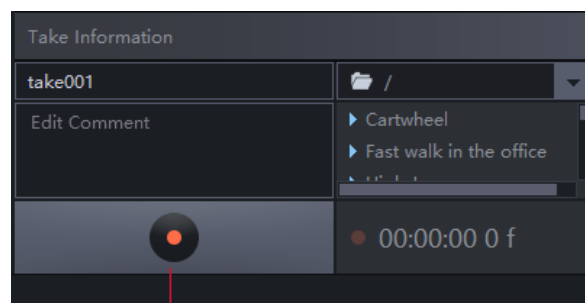 Take Information
take001
/
Edit Comment
Cartwheel
Fast walk in the office
00:00:00 0 f